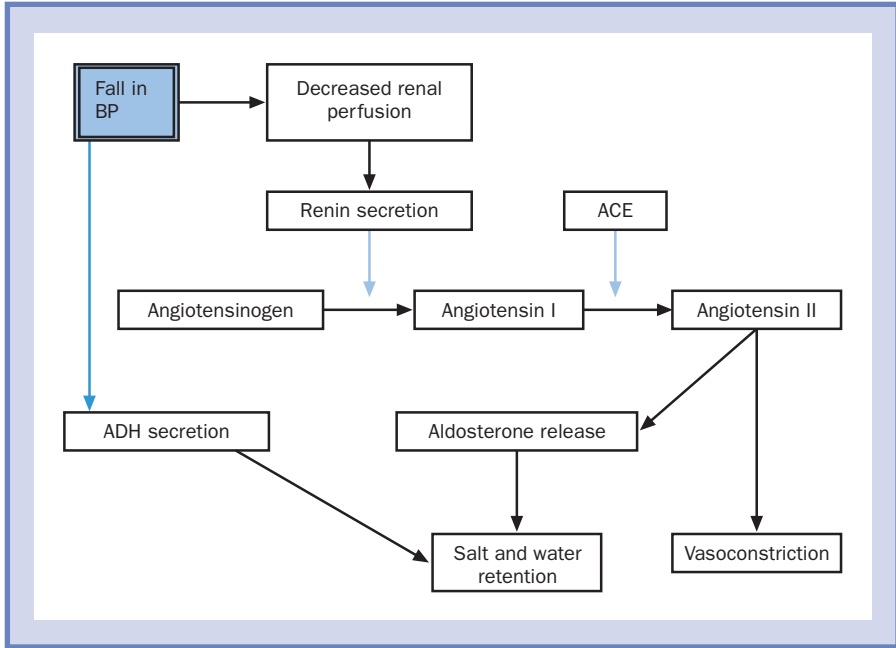 Fall in
BP
Decreased renal
perfusion
Renin secretion
ACE
Angiotensinogen
Angiotensin I
Angiotensin II
ADH secretion
Aldosterone release
Salt and water
retention
Vasoconstriction